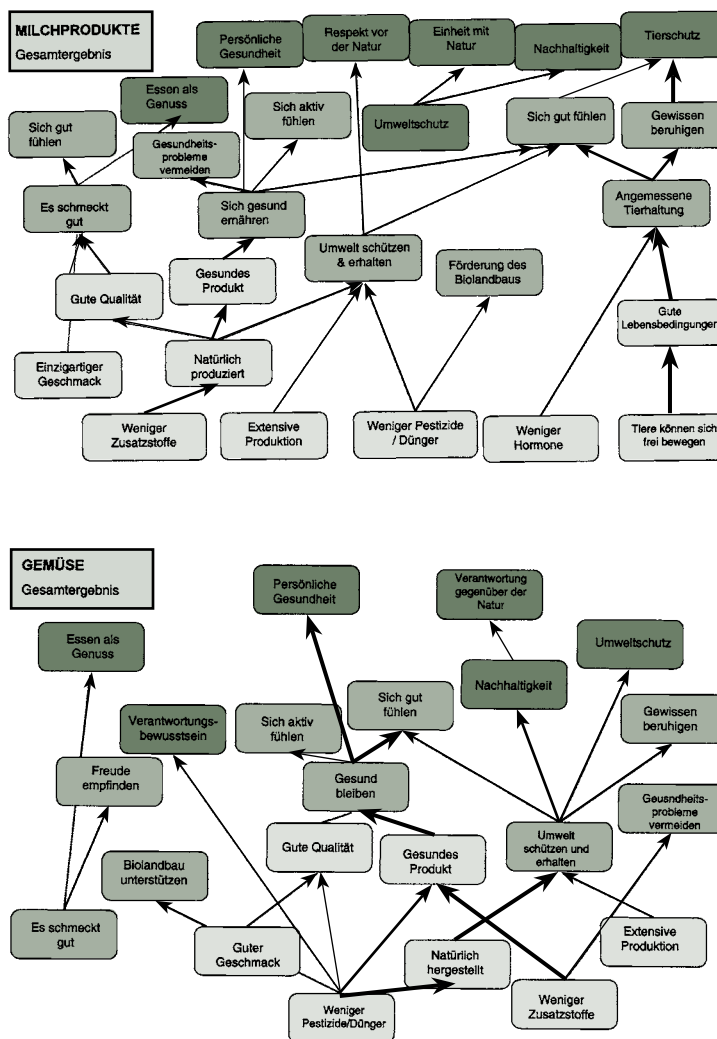 MILCHPRODUKTE
Gesamtergebnis
Persönliche
Gesundheit
Respekt vor
der Natur
Einheit mit
Natur
Nachhaltigkeit
Tierschutz
Essen als
Genuss
Sich aktiv
fühlen
Umweltschutz
Sich gut fühlen
Gewissen
beruhigen
Sich gut
fühlen
Gesundheits-
probleme
vermeiden
Es schmeckt
gut
Sich gesund
ernähren
Angemessene
Tierhaltung
Umwelt schützen
& erhalten
Förderung des
Biolandbaus
Gesundes
Produkt
Gute Qualität
Gute
Lebensbedingungen
Einzigartiger
Geschmack
Natürlich
produziert
Weniger
Zusatzstoffe
Extensive
Produktion
Weniger Pestizide
/ Dünger
Weniger
Hormone
Tiere können sich
frei bewegen
GEMÜSE
Gesamtergebnis
Persönliche
Gesundheit
Verantwortung
gegenüber der
Natur
Essen als
Genuss
Umweltschutz
Nachhaltigkeit
Sich gut
fühlen
Gewissen
beruhigen
Verantwortungs-
bewusstsein
Sich aktiv
fühlen
Freude
empfinden
Gesund
bleiben
Geusndheits-
probleme
vermeiden
Gute Qualität
Gesundes
Produkt
Umwelt
schützen und
erhalten
Biolandbau
unterstützen
Es schmeckt
gut
Guter
Geschmack
Natürlich
hergestellt
Extensive
Produktion
Weniger
Pestizide/Dünger
Weniger
Zusatzstoffe